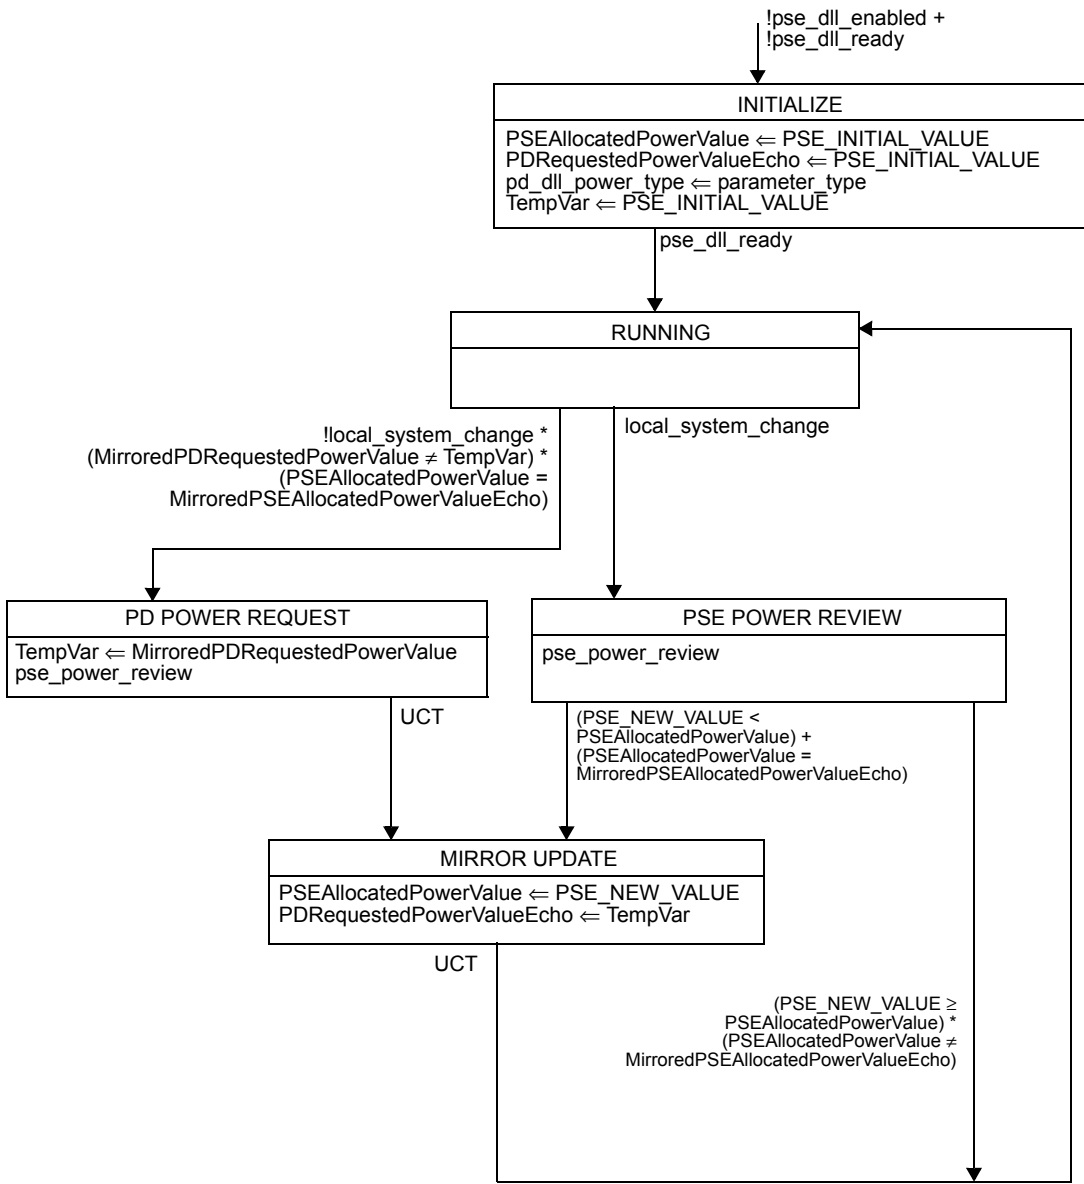 !pse_dll_enabled +
!pse_dll_ready
INITIALIZE
PSEAllocatedPowerValue ⇐ PSE_INITIAL_VALUE
PDRequestedPowerValueEcho ⇐ PSE_INITIAL_VALUE
pd_dll_power_type ⇐ parameter_type
TempVar ⇐ PSE_INITIAL_VALUE
pse_dll_ready
RUNNING
!local_system_change *
(MirroredPDRequestedPowerValue ≠ TempVar) *
(PSEAllocatedPowerValue =
MirroredPSEAllocatedPowerValueEcho)
local_system_change
PD POWER REQUEST
TempVar ⇐ MirroredPDRequestedPowerValue
pse_power_review
PSE POWER REVIEW
pse_power_review
UCT
(PSE_NEW_VALUE <
PSEAllocatedPowerValue) +
(PSEAllocatedPowerValue =
MirroredPSEAllocatedPowerValueEcho)
MIRROR UPDATE
PSEAllocatedPowerValue ⇐ PSE_NEW_VALUE
PDRequestedPowerValueEcho ⇐ TempVar
UCT
(PSE_NEW_VALUE ≥
PSEAllocatedPowerValue) *
(PSEAllocatedPowerValue ≠
MirroredPSEAllocatedPowerValueEcho)